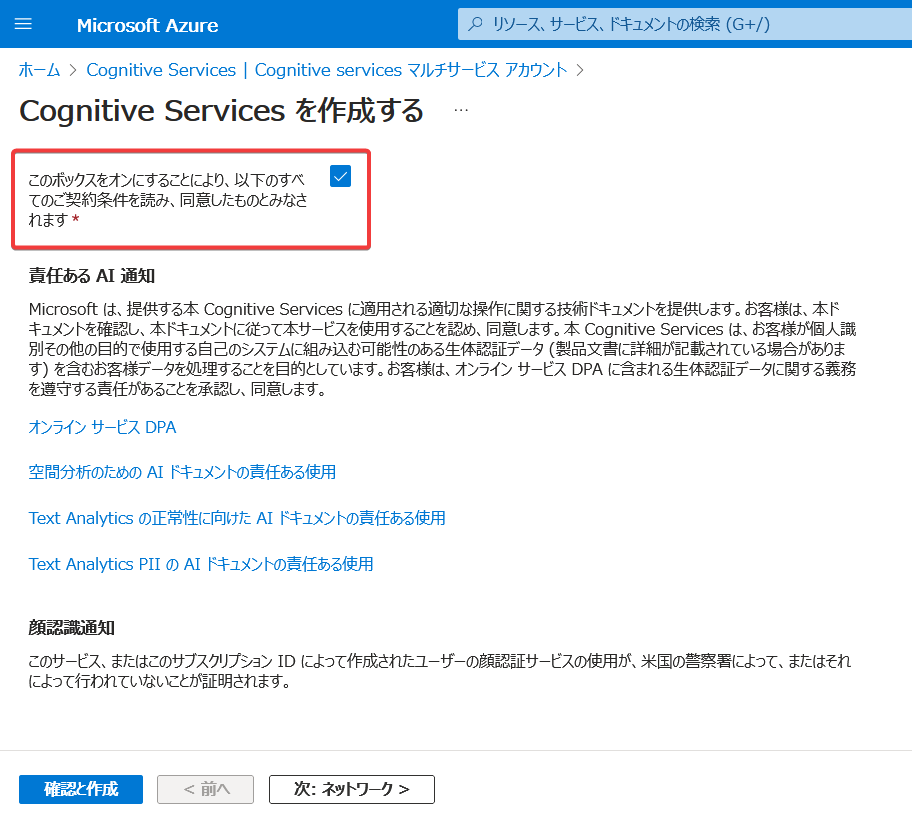 Microsoft Azure
リソース、サービス、ドキュメントの検索 (G+/)
ホーム > Cognitive Services | Cognitive services マルチサービス アカウント >
Cognitive Services を作成する ...
このボックスをオンにすることにより、以下のすべ
てのご契約条件を読み、同意したものとみなさ
れます *
責任ある AI 通知
Microsoft は、提供する本 Cognitive Services に適用される適切な操作に関する技術ドキュメントを提供します。お客様は、本ド
キュメントを確認し、本ドキュメントに従って本サービスを使用することを認め、同意します。本 Cognitive Services は、お客様が個人識
別その他の目的で使用する自己のシステムに組み込む可能性のある生体認証データ (製品文書に詳細が記載されている場合がありま
す) を含むお客様データを処理することを目的としています。お客様は、オンライン サービス DPA に含まれる生体認証データに関する義務
を遵守する責任があることを承認し、同意します。
オンライン サービス DPA
空間分析のための AI ドキュメントの責任ある使用
Text Analytics の正常性に向けた AI ドキュメントの責任ある使用
Text Analytics PII の AI ドキュメントの責任ある使用
顔認識通知
このサービス、またはこのサブスクリプション ID によって作成されたユーザーの顔認証サービスの使用が、米国の警察署によって、またはそれ
によって行われていないことが証明されます。
確認と作成
< 前へ
次: ネットワーク >